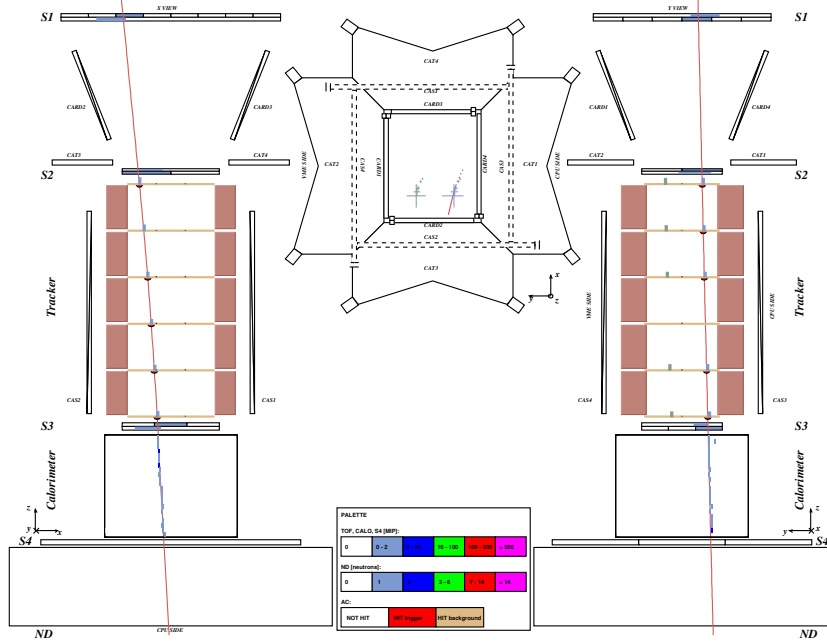 S1
X VIEW
CARD2
CARD3
CAT3
CAT4
S2
Tracker
CAS2
CAS1
S3
Calorimeter
z
y
x
S4
CPU SIDE
ND
CAT4
CAS1
CARD3
VME SIDE
CAT2
CAS4
CARD1
CARD4
CAS3
CAT1
CPU SIDE
CARD2
CAS2
CAT3
x
y
z
PALETTE
TOF, CALO, S4 [MIP]:
0
0 - 2
10 - 100
> 500
ND [neutrons]:
0
1
3 - 6
7 - 14
> 14
AC:
NOT HIT
HIT trigger
HIT background
Y VIEW
S1
CARD1
CARD4
CAT2
CAT1
S2
VME SIDE
CPU SIDE
Tracker
CAS4
CAS3
S3
Calorimeter
z
y
x
S4
ND